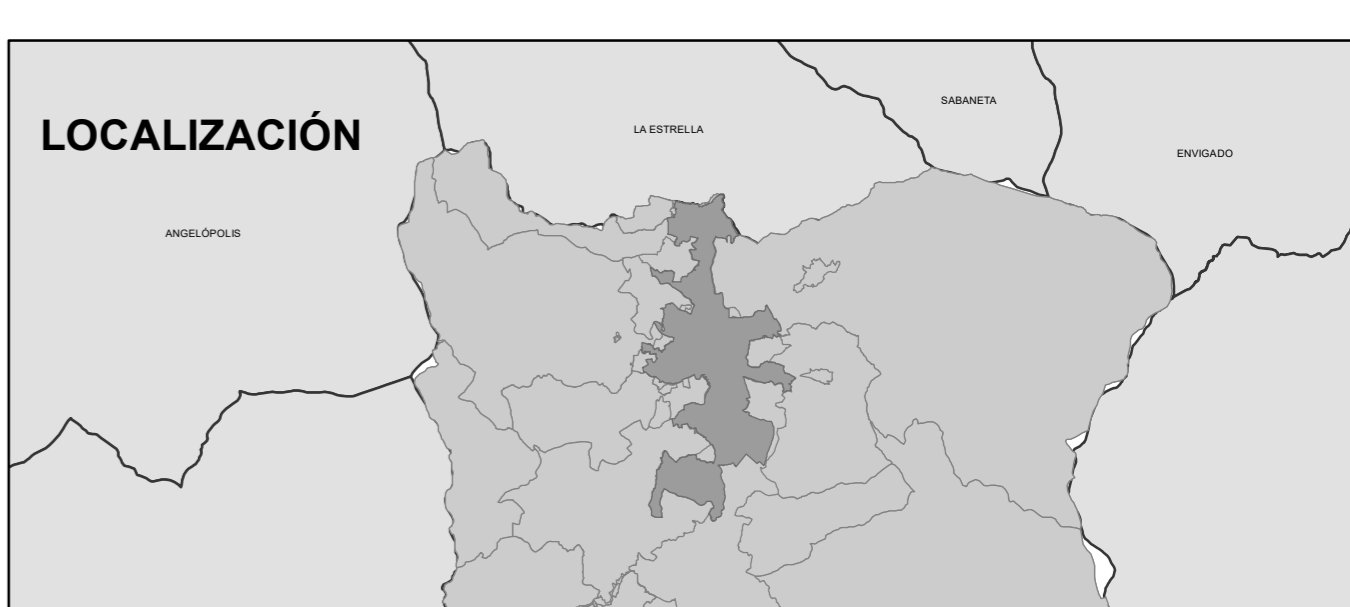 LOCALIZACIÓN
SABANETA
LA ESTRELLA
ENVIGADO
ANGELÓPOLIS